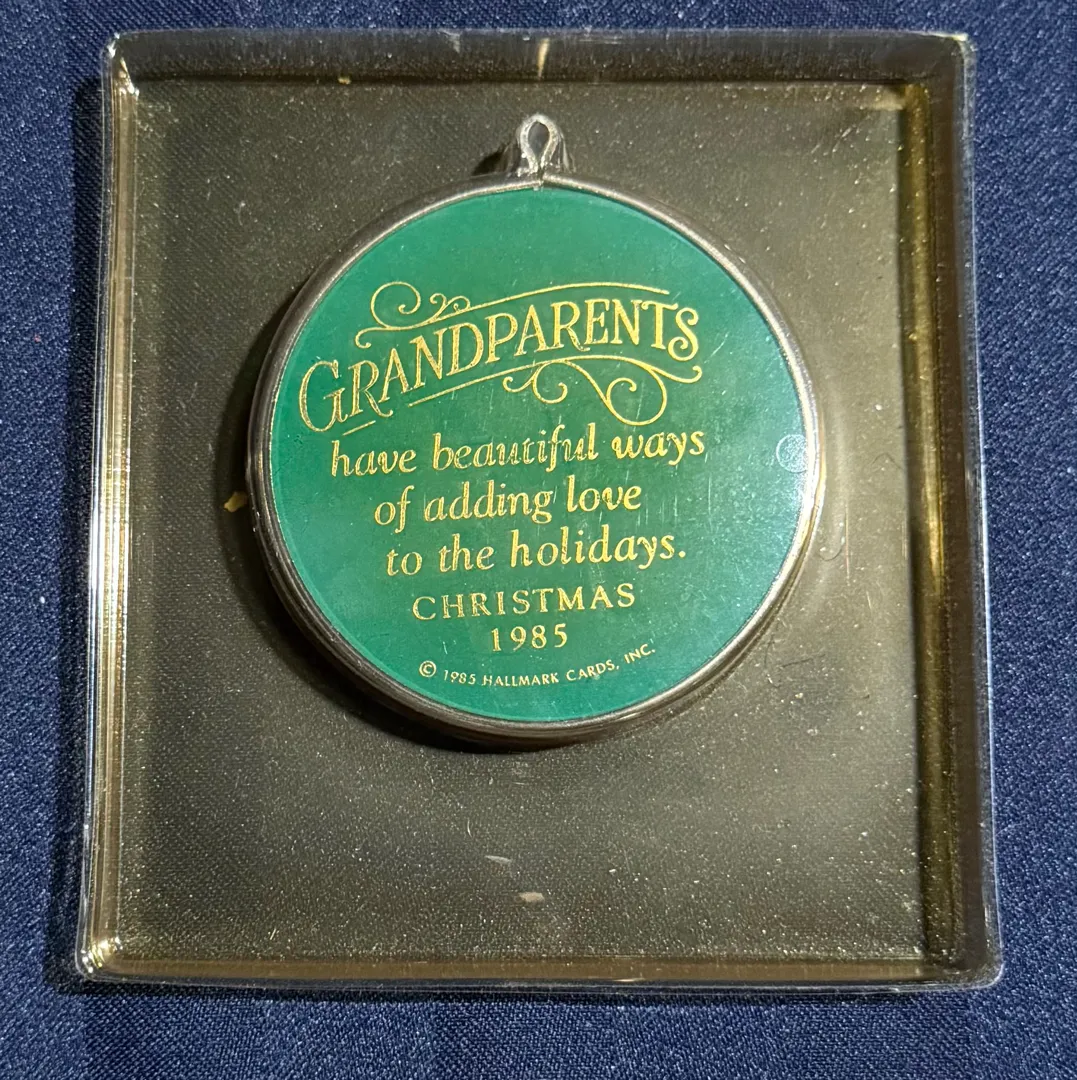 GRANDPARENTS
have beautiful ways
of adding love
to the holidays.
CHRISTMAS
1985
© 1985 HALLMARK CARDS, INC.